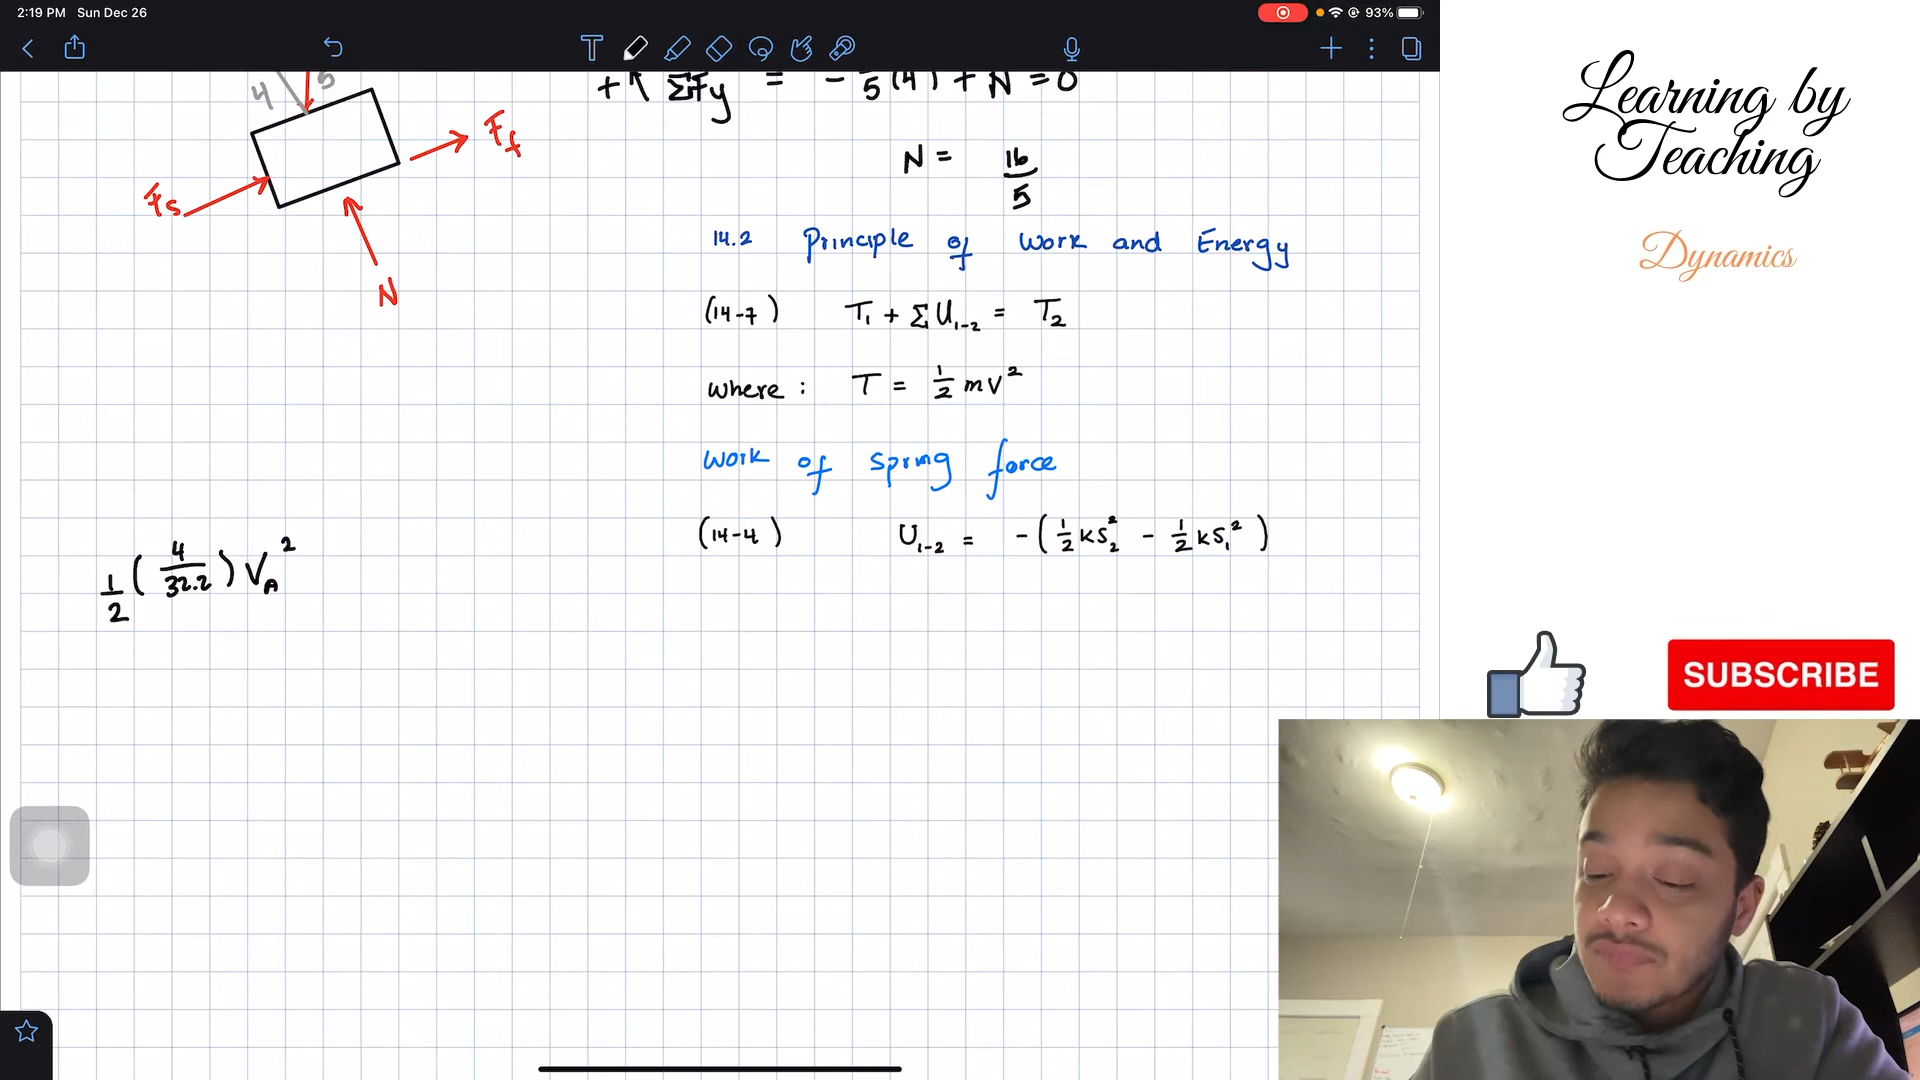 2:19 PM Sun Dec 26
93%
T
4 5
+↑ ΣFy = - /5 (4) + N = 0
Ff
N = 16/5
Fs
N
14.2 Principle of Work and Energy
(14-7) T₁ + ΣU₁₋₂ = T₂
where : T = 1/2 mv²
Work of spring force
(14-4) U₁₋₂ = -(1/2 kS₂² - 1/2 kS₁²)
1/2 (4/32.2) V_A²
Learning by
Teaching
Dynamics
SUBSCRIBE